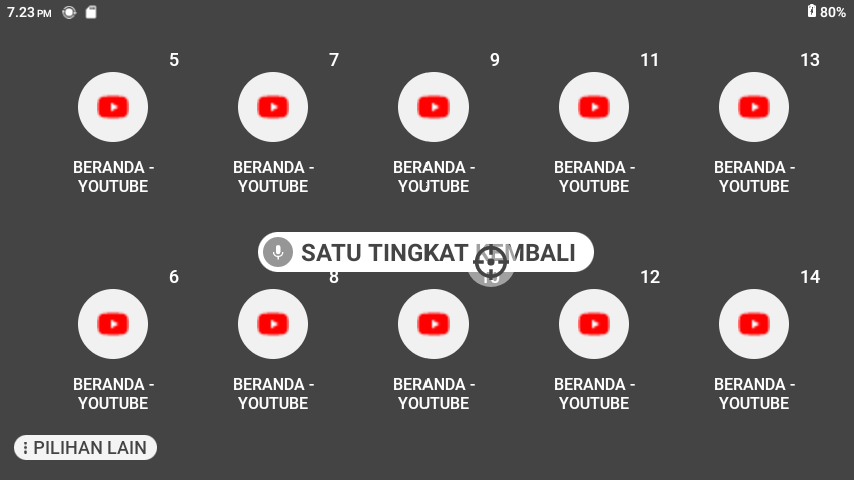 7.23 PM
80%
5 7 9 11 13
BERANDA - BERANDA - BERANDA - BERANDA - BERANDA -
YOUTUBE YOUTUBE YOUTUBE YOUTUBE YOUTUBE
SATU TINGKAT KEMBALI
6 8 10 12 14
BERANDA - BERANDA - BERANDA - BERANDA - BERANDA -
YOUTUBE YOUTUBE YOUTUBE YOUTUBE YOUTUBE
PILIHAN LAIN